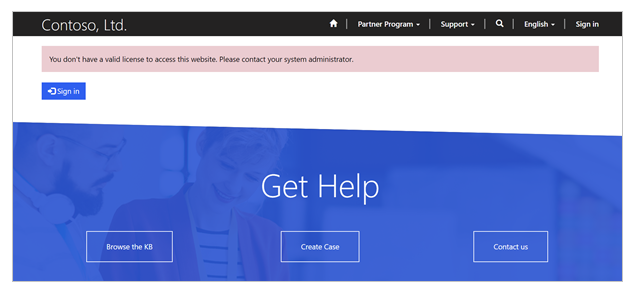 Contoso, Ltd.
Partner Program
Support
English
Sign in
You don't have a valid license to access this website. Please contact your system administrator.
Sign in
Get Help
Browse the KB
Create Case
Contact us